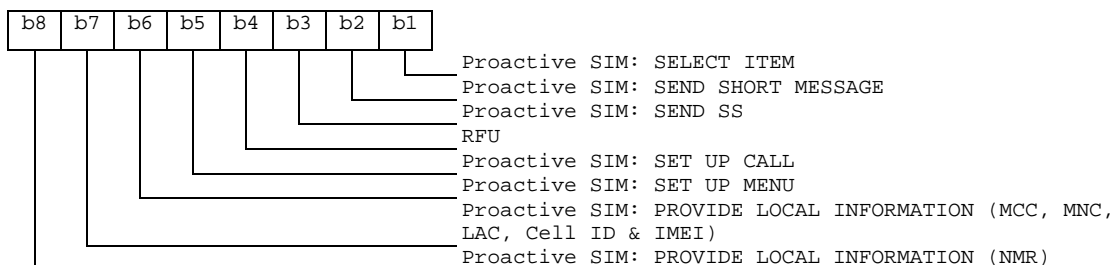 b8 b7 b6 b5 b4 b3 b2 b1
Proactive SIM: SELECT ITEM
Proactive SIM: SEND SHORT MESSAGE
Proactive SIM: SEND SS
RFU
Proactive SIM: SET UP CALL
Proactive SIM: SET UP MENU
Proactive SIM: PROVIDE LOCAL INFORMATION (MCC, MNC,
LAC, Cell ID & IMEI)
Proactive SIM: PROVIDE LOCAL INFORMATION (NMR)